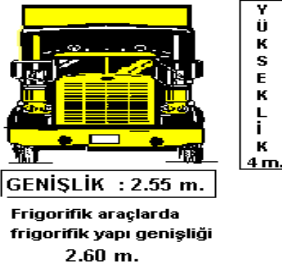 Y
Ü
K
S
E
K
L
İ
K
4 m.
GENİŞLİK : 2.55 m.
Frigorifik araçlarda
frigorifik yapı genişliği
2.60 m.